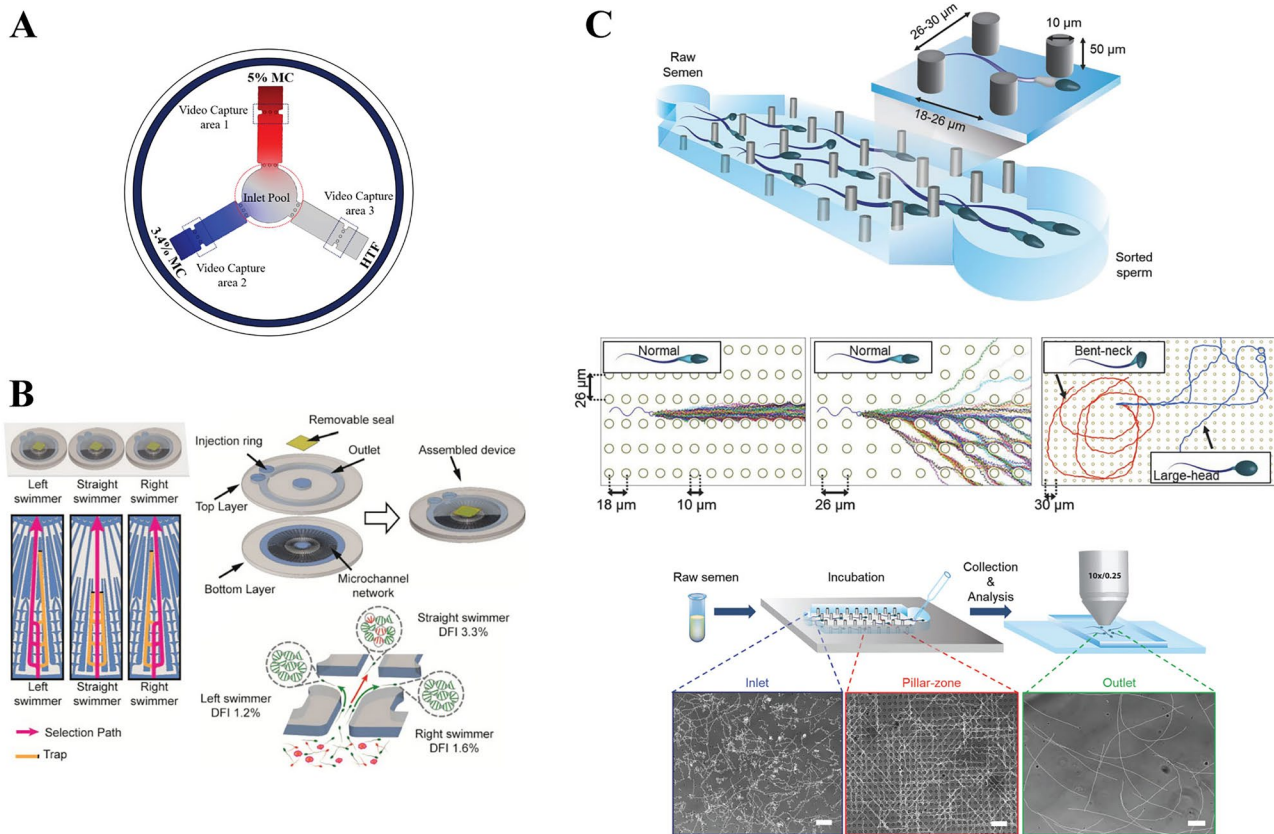 A
5% MC
Video Capture
area 1
Inlet Pool
Video Capture
area 3
3.4% MC
HTF
Video Capture
area 2
B
Left
swimmer
Straight
swimmer
Right
swimmer
Removable seal
Injection ring
Outlet
Top Layer
Assembled device
Bottom Layer
Microchannel
network
Left
swimmer
Straight
swimmer
Right
swimmer
Selection Path
Trap
Straight swimmer
DFI 3.3%
Left swimmer
DFI 1.2%
Right swimmer
DFI 1.6%
C
Raw
Semen
26-30 µm
10 µm
50 µm
18-26 µm
Sorted
sperm
Normal
26 µm
18 µm
10 µm
Normal
26 µm
Bent-neck
Large-head
30 µm
Raw semen
Incubation
Collection
&
Analysis
10x/0.25
Inlet
Pillar-zone
Outlet